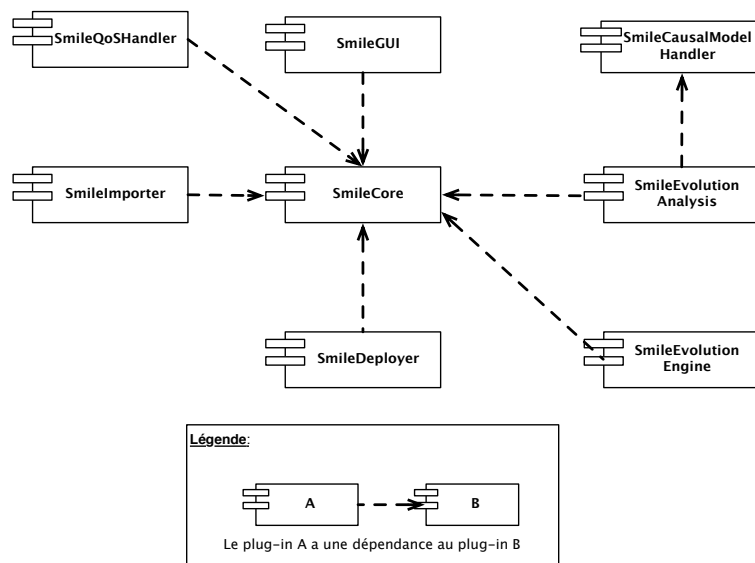 SmileQoSHandler
SmileGUI
SmileCausalModel
Handler
SmileImporter
SmileCore
SmileEvolution
Analysis
SmileDeployer
SmileEvolution
Engine
Légende:
A
B
Le plug-in A a une dépendance au plug-in B